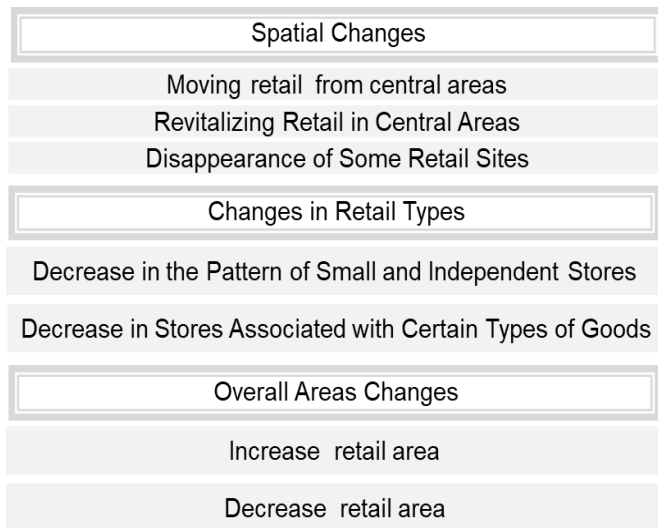 Spatial Changes
Moving retail from central areas
Revitalizing Retail in Central Areas
Disappearance of Some Retail Sites
Changes in Retail Types
Decrease in the Pattern of Small and Independent Stores
Decrease in Stores Associated with Certain Types of Goods
Overall Areas Changes
Increase retail area
Decrease retail area